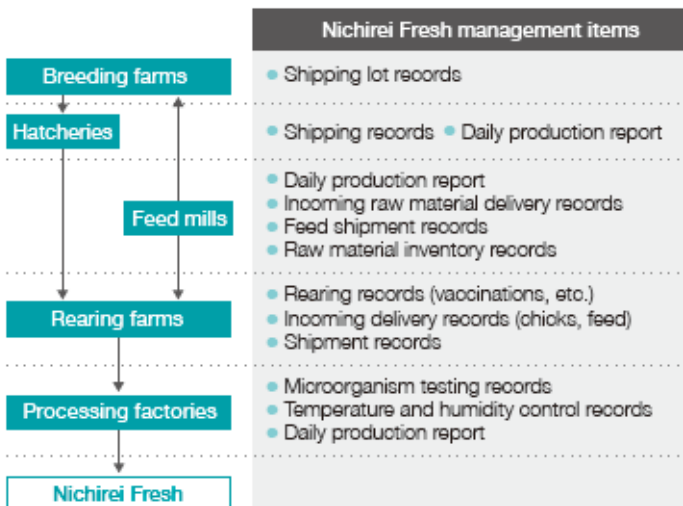 Nichirei Fresh management items
Breeding farms
● Shipping lot records
Hatcheries
● Shipping records ● Daily production report
Feed mills
● Daily production report
● Incoming raw material delivery records
● Feed shipment records
● Raw material inventory records
Rearing farms
● Rearing records (vaccinations, etc.)
● Incoming delivery records (chicks, feed)
● Shipment records
Processing factories
● Microorganism testing records
● Temperature and humidity control records
● Daily production report
Nichirei Fresh